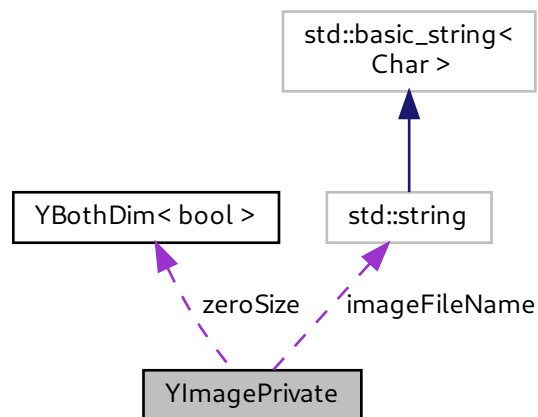 std::basic_string<
Char >
YBothDim< bool >
std::string
zeroSize
imageFileName
YImagePrivate